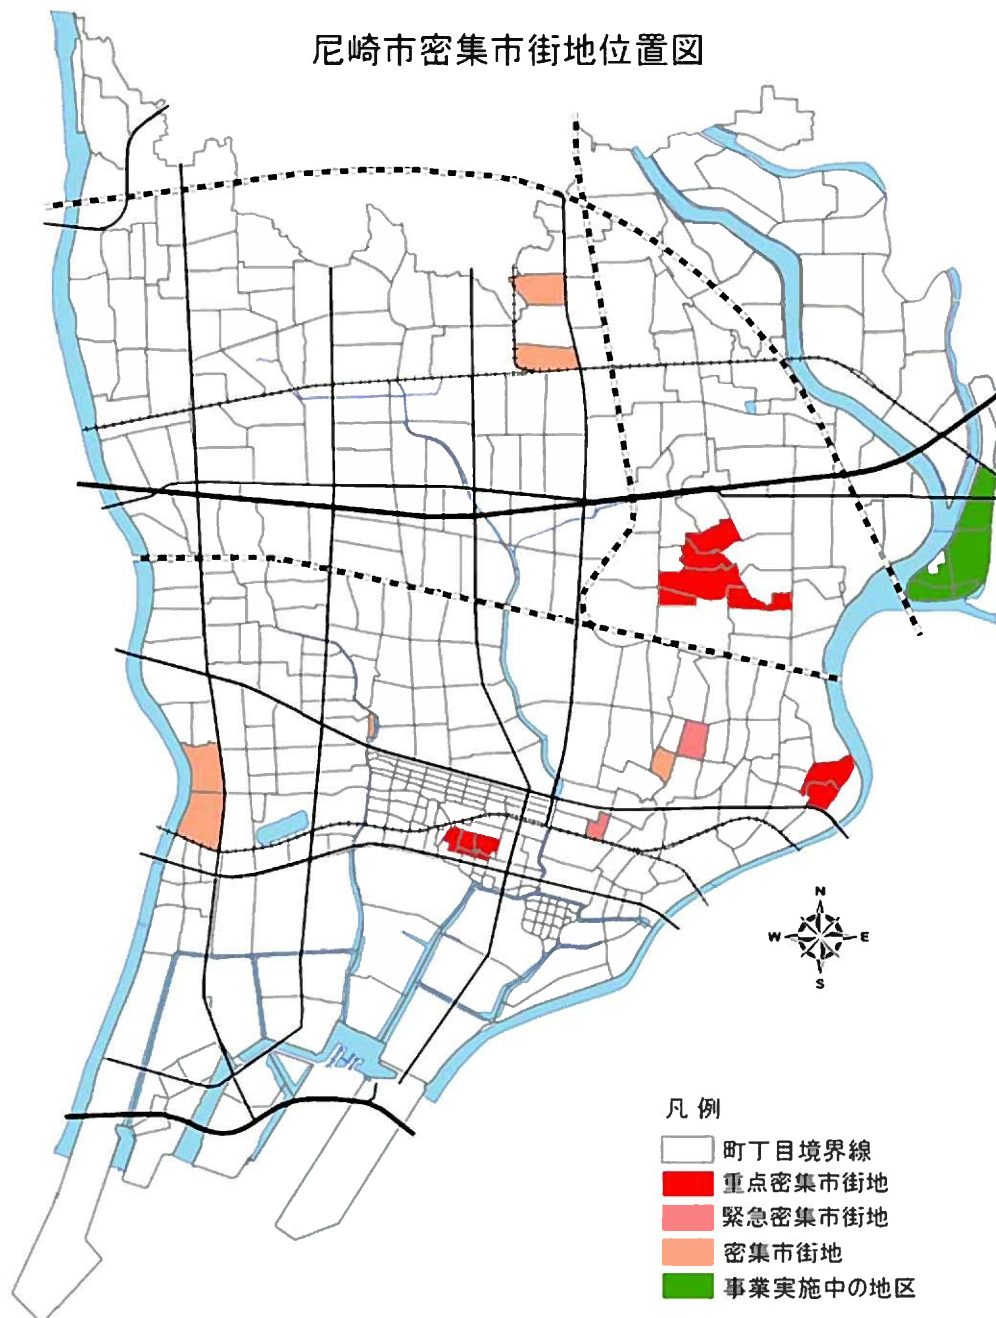 尼崎市密集市街地位置図
N
W E
S
凡例
町丁目境界線
重点密集市街地
緊急密集市街地
密集市街地
事業実施中の地区